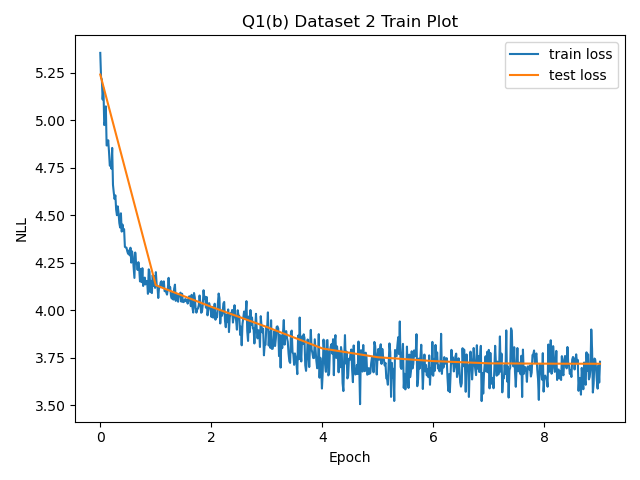 Q1(b) Dataset 2 Train Plot
train loss
test loss
NLL
5.25
5.00
4.75
4.50
4.25
4.00
3.75
3.50
0 2 4 6 8
Epoch